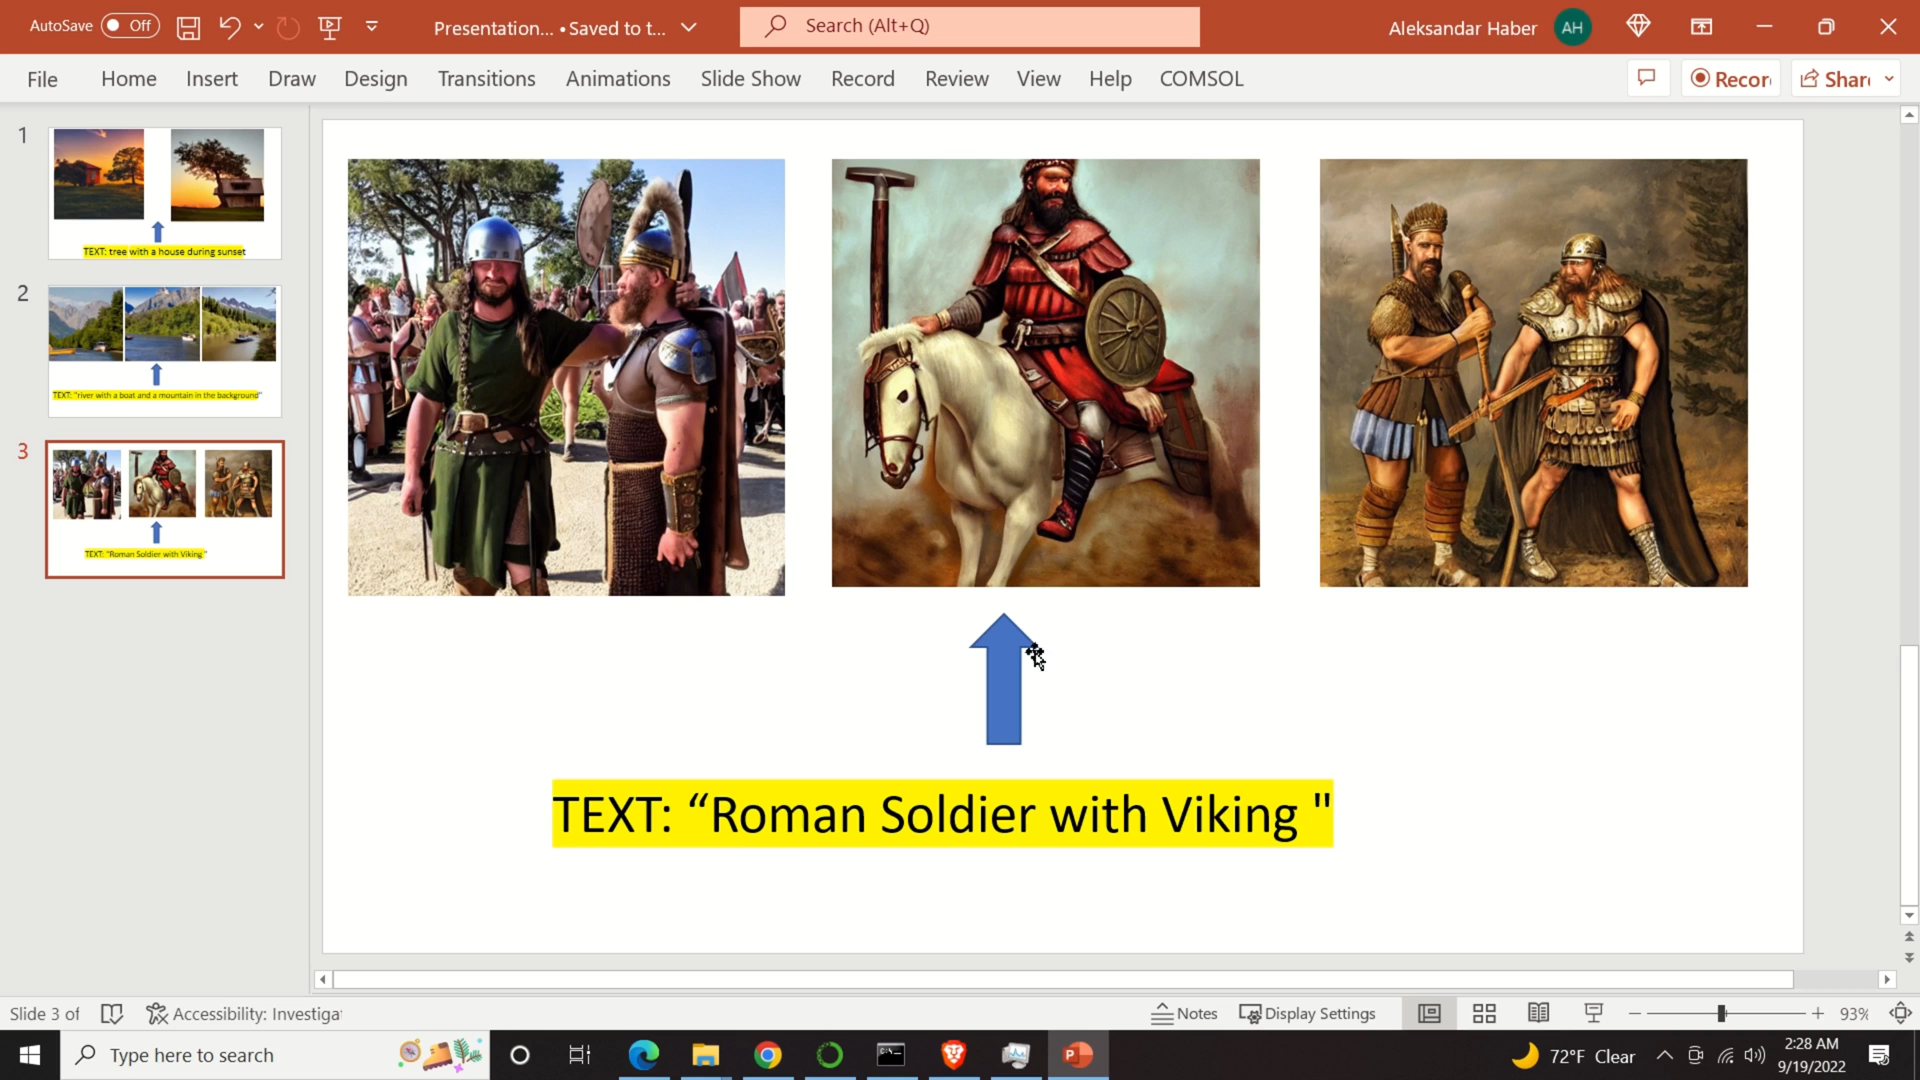 AutoSave Off Presentation... • Saved to t... Search (Alt+Q) Aleksandar Haber AH
File Home Insert Draw Design Transitions Animations Slide Show Record Review View Help COMSOL Recor Shar
1
TEXT: tree with a house during sunset
2
TEXT: "river with a boat and a mountain in the background"
3
TEXT: "Roman Soldier with Viking "
TEXT: “Roman Soldier with Viking "
Slide 3 of Accessibility: Investiga Notes Display Settings 93%
Type here to search 72°F Clear 2:28 AM
9/19/2022